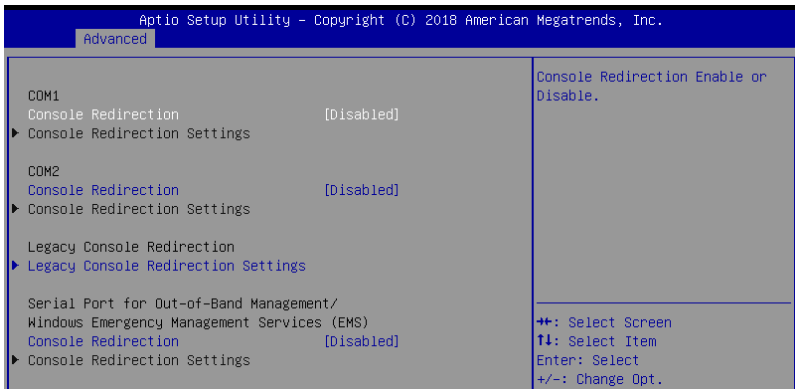 Aptio Setup Utility – Copyright (C) 2018 American Megatrends, Inc.
Advanced
COM1
Console Redirection [Disabled]
▶ Console Redirection Settings
COM2
Console Redirection [Disabled]
▶ Console Redirection Settings
Legacy Console Redirection
▶ Legacy Console Redirection Settings
Serial Port for Out-of-Band Management/
Windows Emergency Management Services (EMS)
Console Redirection [Disabled]
▶ Console Redirection Settings
Console Redirection Enable or
Disable.
→←: Select Screen
↑↓: Select Item
Enter: Select
+/-: Change Opt.